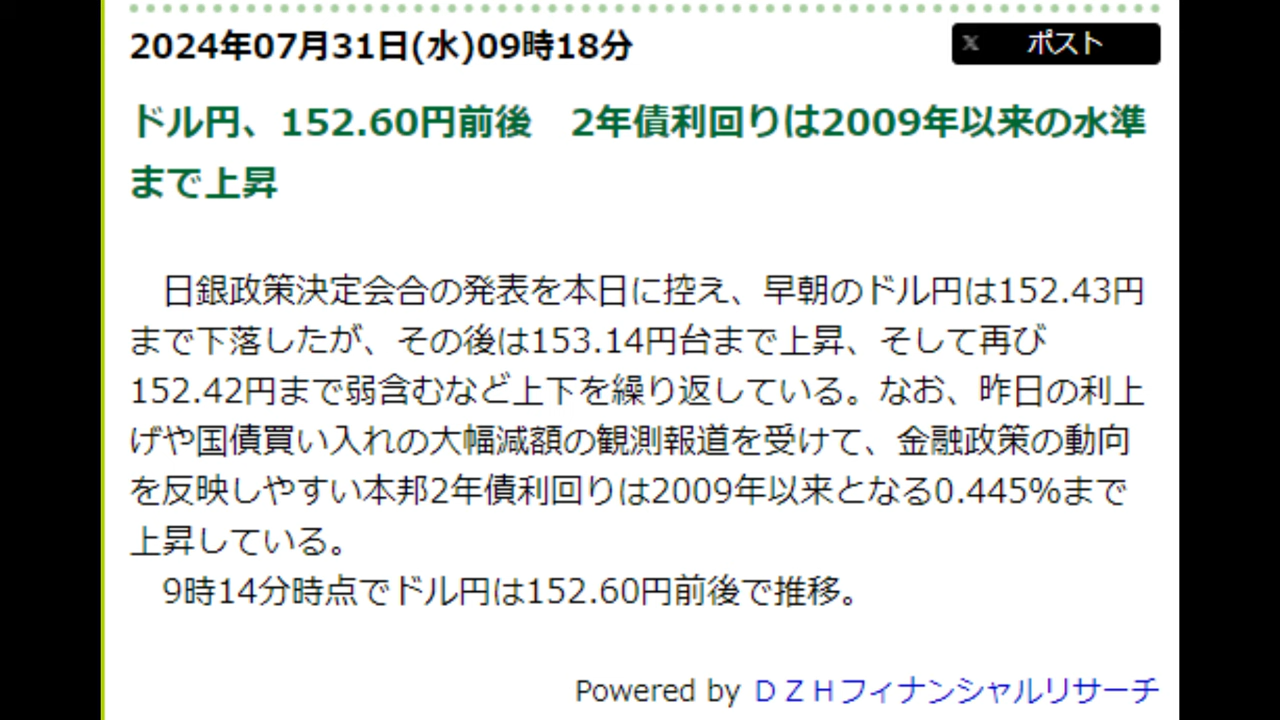 2024年07月31日(水)09時18分
𝕏 ポスト
ドル円、152.60円前後　2年債利回りは2009年以来の水準
まで上昇
　日銀政策決定会合の発表を本日に控え、早朝のドル円は152.43円
まで下落したが、その後は153.14円台まで上昇、そして再び
152.42円まで弱含むなど上下を繰り返している。なお、昨日の利上
げや国債買い入れの大幅減額の観測報道を受けて、金融政策の動向
を反映しやすい本邦2年債利回りは2009年以来となる0.445%まで
上昇している。
　9時14分時点でドル円は152.60円前後で推移。
Powered by ＤＺＨフィナンシャルリサーチ